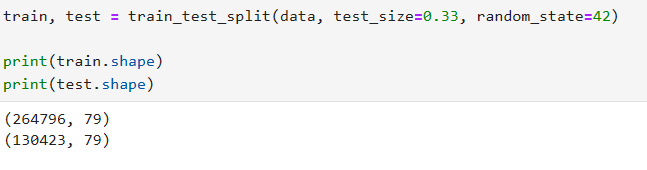 train, test = train_test_split(data, test_size=0.33, random_state=42)
print(train.shape)
print(test.shape)
(264796, 79)
(130423, 79)